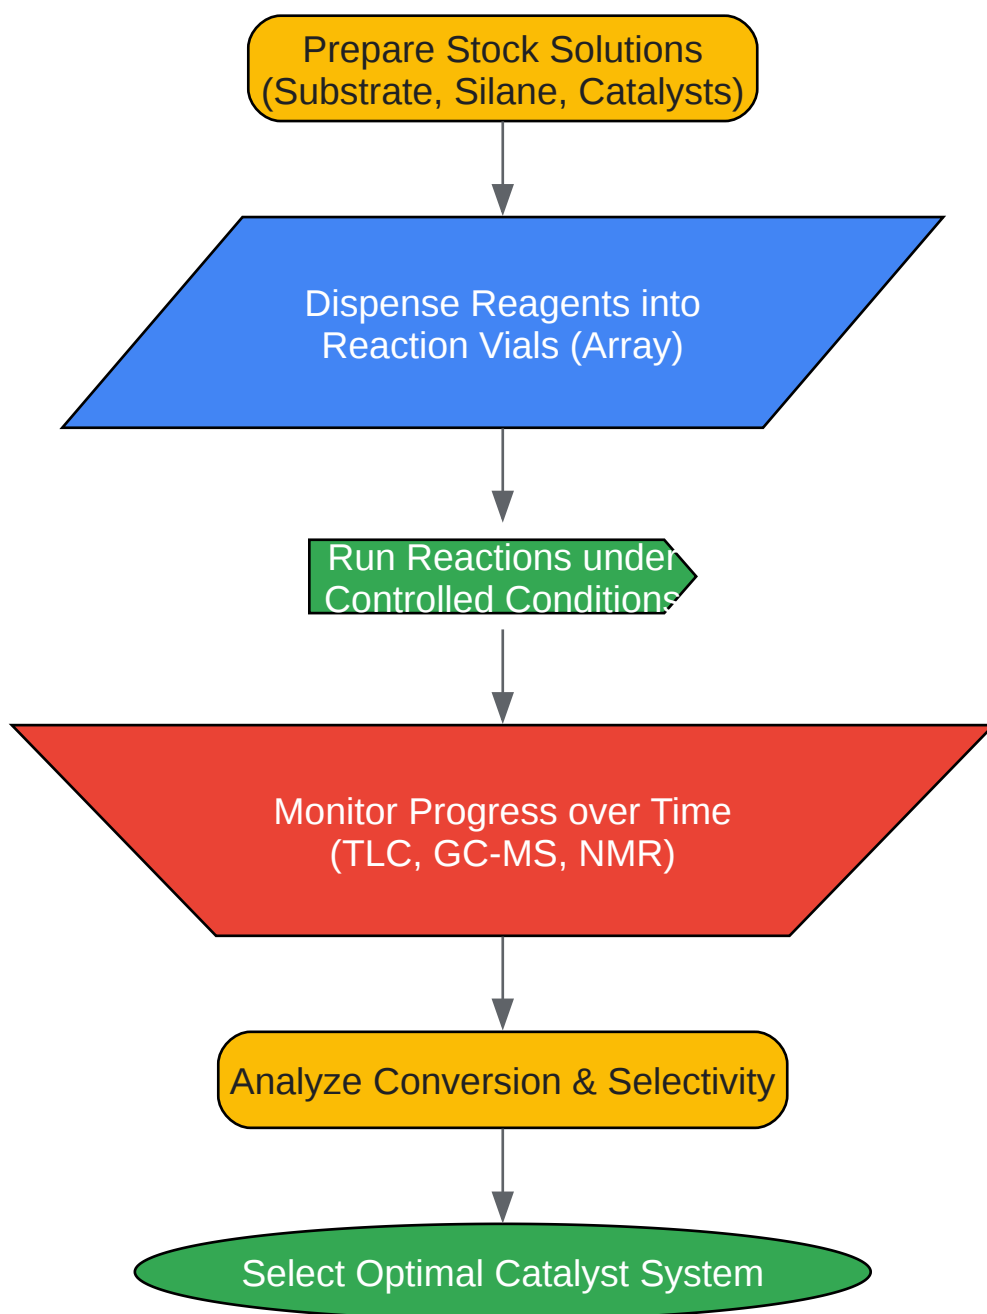 Prepare Stock Solutions
(Substrate, Silane, Catalysts)
Dispense Reagents into
Reaction Vials (Array)
Run Reactions under
Controlled Conditions
Monitor Progress over Time
(TLC, GC-MS, NMR)
Analyze Conversion & Selectivity
Select Optimal Catalyst System